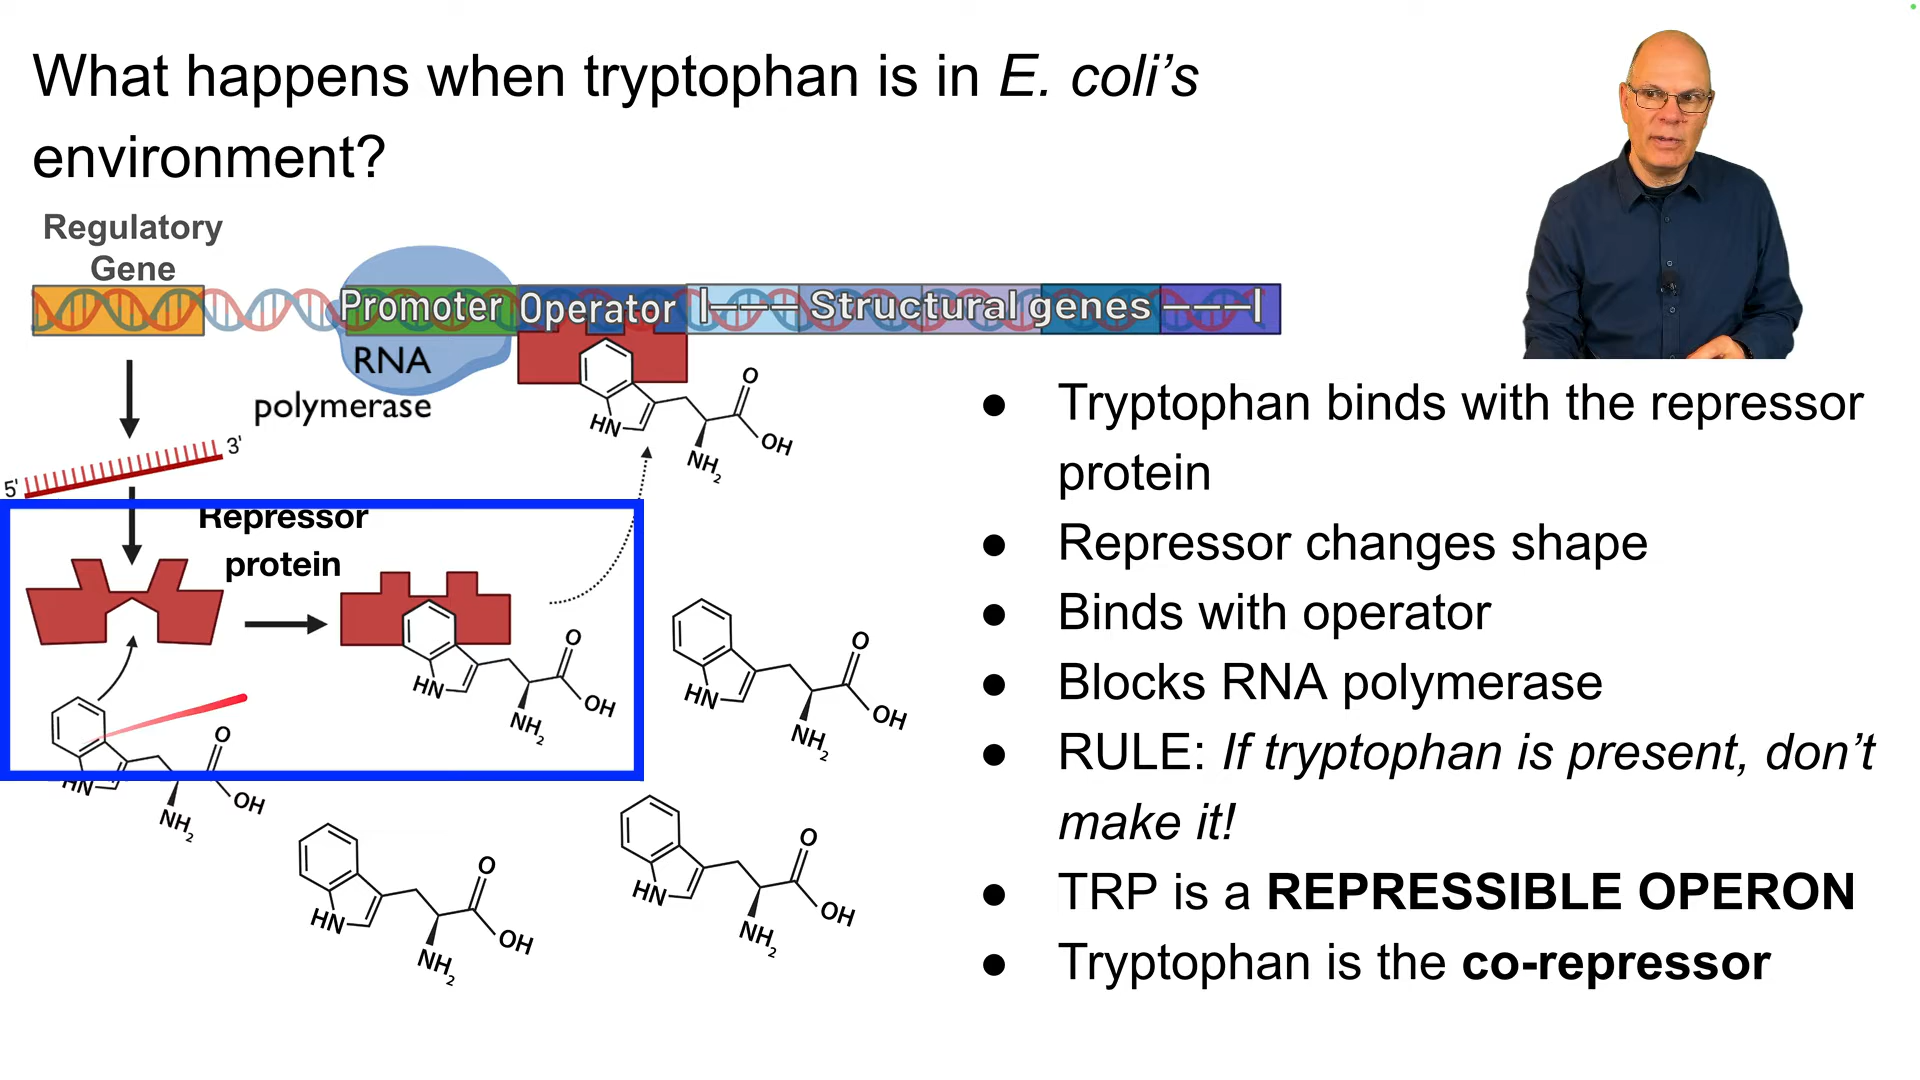 What happens when tryptophan is in E. coli’s
environment?
Regulatory
Gene
Promoter
Operator
|——— Structural genes ———|
RNA
polymerase
3'
5'
Repressor
protein
O
HN
OH
NH2
O
HN
OH
NH2
O
HN
OH
NH2
O
HN
OH
NH2
O
HN
OH
NH2
O
HN
OH
NH2
● Tryptophan binds with the repressor
protein
● Repressor changes shape
● Binds with operator
● Blocks RNA polymerase
● RULE: If tryptophan is present, don’t
make it!
● TRP is a REPRESSIBLE OPERON
● Tryptophan is the co-repressor